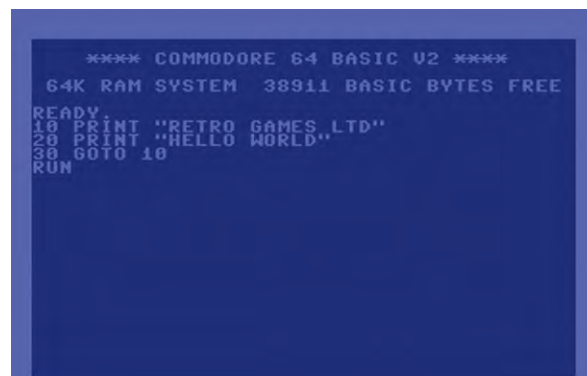 **** COMMODORE 64 BASIC V2 ****
64K RAM SYSTEM 38911 BASIC BYTES FREE
READY.
10 PRINT "RETRO GAMES LTD"
20 PRINT "HELLO WORLD"
30 GOTO 10
RUN